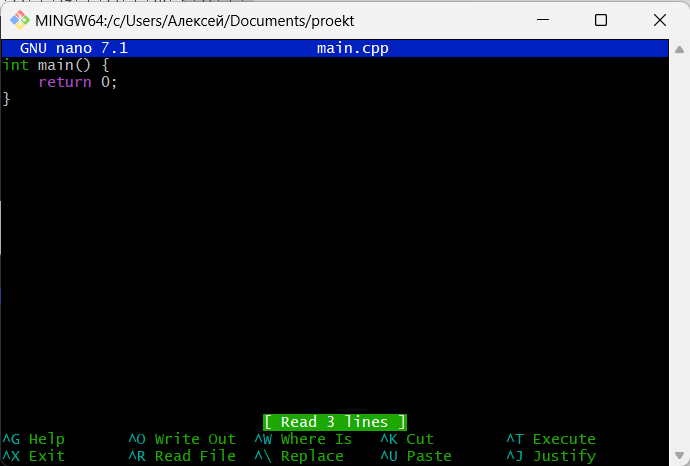 MINGW64:/c/Users/Алексей/Documents/proekt
GNU nano 7.1 main.cpp
int main() {
    return 0;
}
[ Read 3 lines ]
^G Help ^O Write Out ^W Where Is ^K Cut ^T Execute
^X Exit ^R Read File ^\ Replace ^U Paste ^J Justify